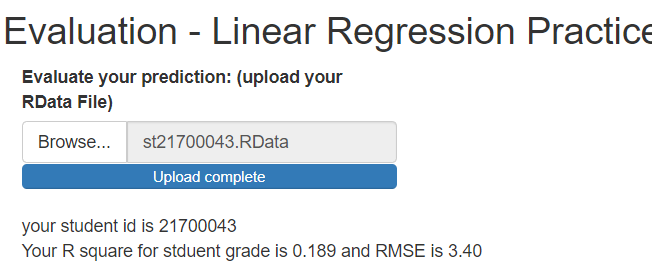 Evaluation - Linear Regression Practice
Evaluate your prediction: (upload your
RData File)
Browse... st21700043.RData
Upload complete
your student id is 21700043
Your R square for stduent grade is 0.189 and RMSE is 3.40